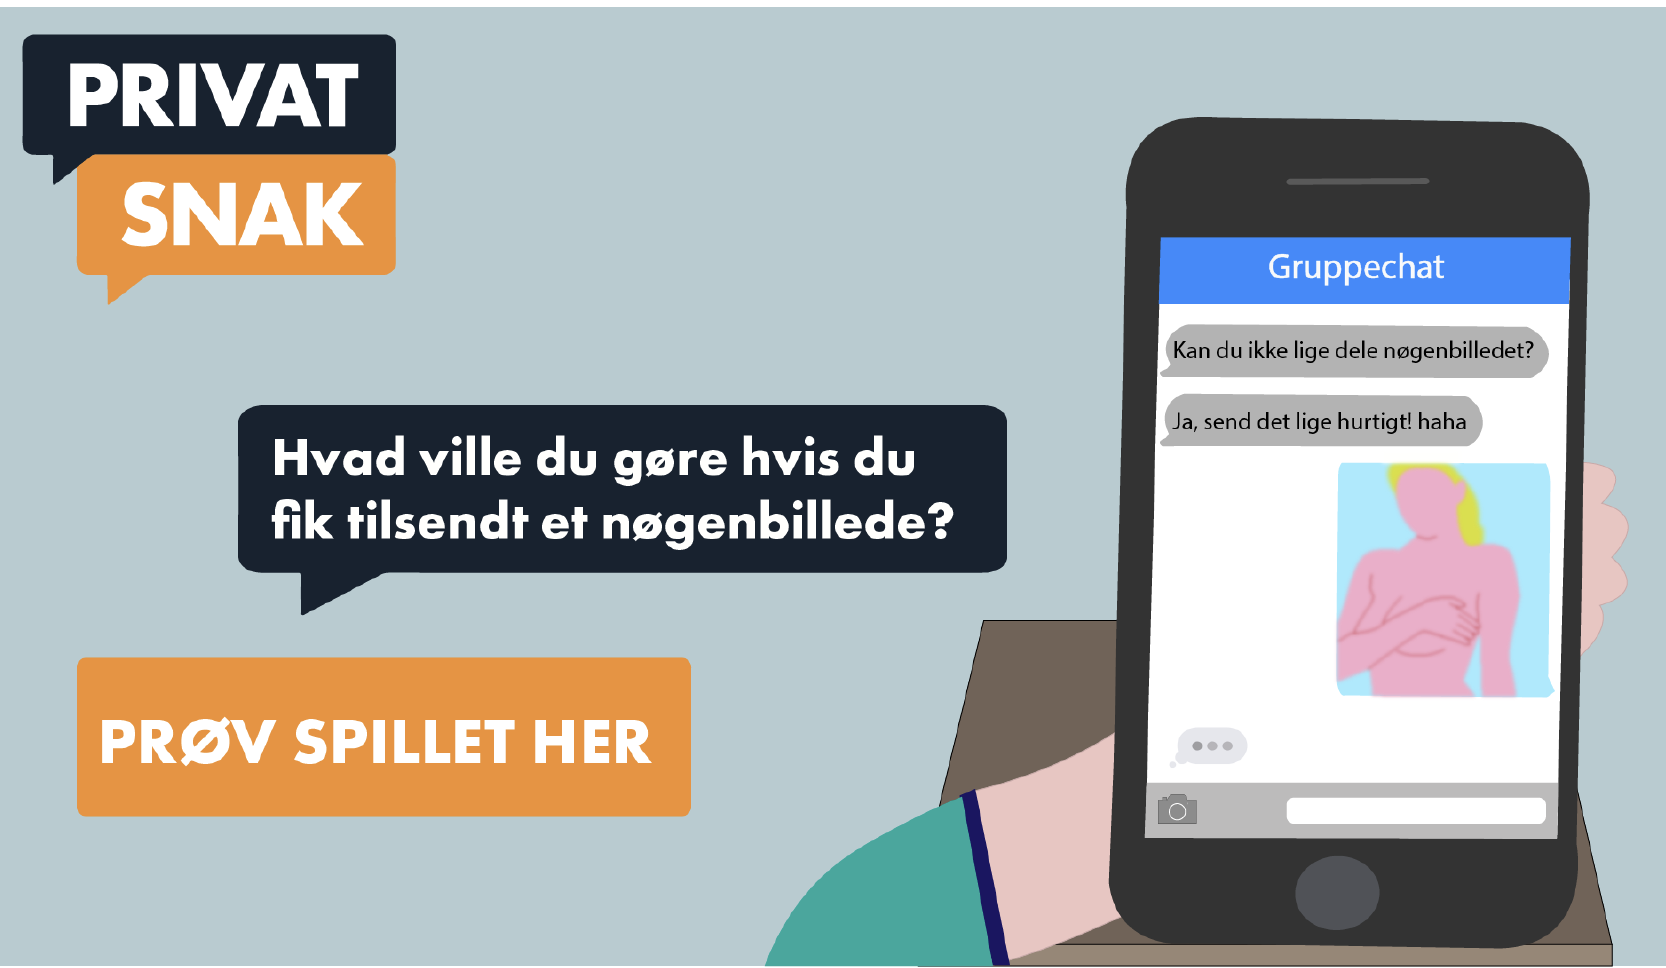 PRIVAT
SNAK
Hvad ville du gøre hvis du
fik tilsendt et nøgenbillede?
PRØV SPILLET HER
Gruppechat
Kan du ikke lige dele nøgenbilledet?
Ja, send det lige hurtigt! haha